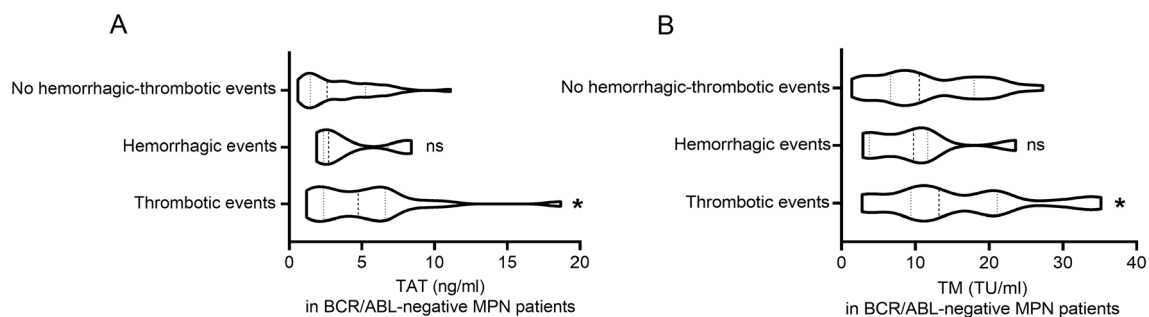 A
No hemorrhagic-thrombotic events
Hemorrhagic events
ns
Thrombotic events
*
0 5 10 15 20
TAT (ng/ml)
in BCR/ABL-negative MPN patients
B
No hemorrhagic-thrombotic events
Hemorrhagic events
ns
Thrombotic events
*
0 10 20 30 40
TM (TU/ml)
in BCR/ABL-negative MPN patients